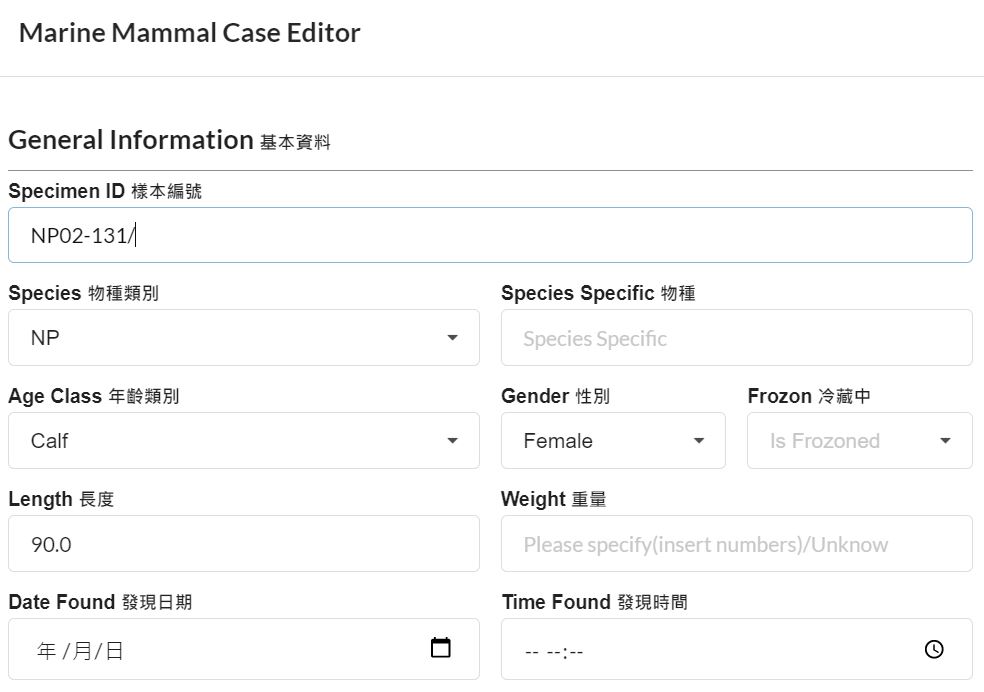 Marine Mammal Case Editor
General Information 基本資料
Specimen ID 樣本編號
NP02-131/
Species 物種類別
Species Specific 物種
NP
Species Specific
Age Class 年齡類別
Gender 性別
Frozon 冷藏中
Calf
Female
Is Frozoned
Length 長度
Weight 重量
90.0
Please specify(insert numbers)/Unknow
Date Found 發現日期
Time Found 發現時間
年 /月/日
-- --:--